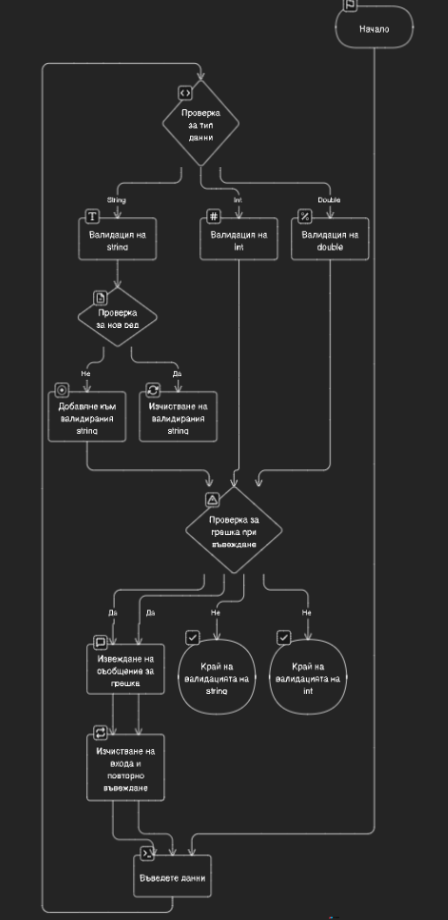 Начало
Проверка
за тип
данни
String
Int
Double
Валидация на
string
Валидация на
int
Валидация на
double
Проверка
за нов ред
Не
Да
Добавяне към
валидирания
string
Изчистване на
валидирания
string
Проверка за
грешка при
въвеждане
Да
Да
Не
Не
Извеждане на
съобщение за
грешка
Край на
валидацията на
string
Край на
валидацията на
int
Изчистване на
входа и
повторно
въвеждане
Въведете данни